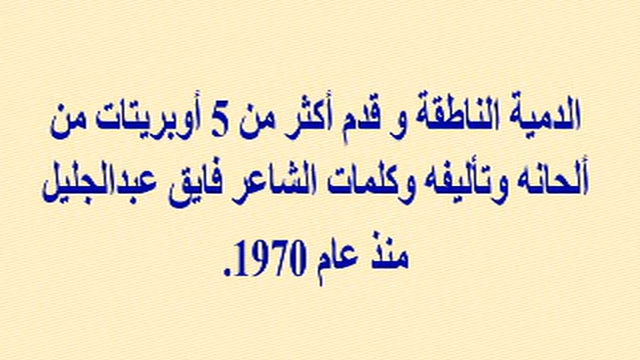 الدمية الناطقة و قدم أكثر من 5 أوبريتات من
ألحانه وتأليفه وكلمات الشاعر فايق عبدالجليل
منذ عام 1970.